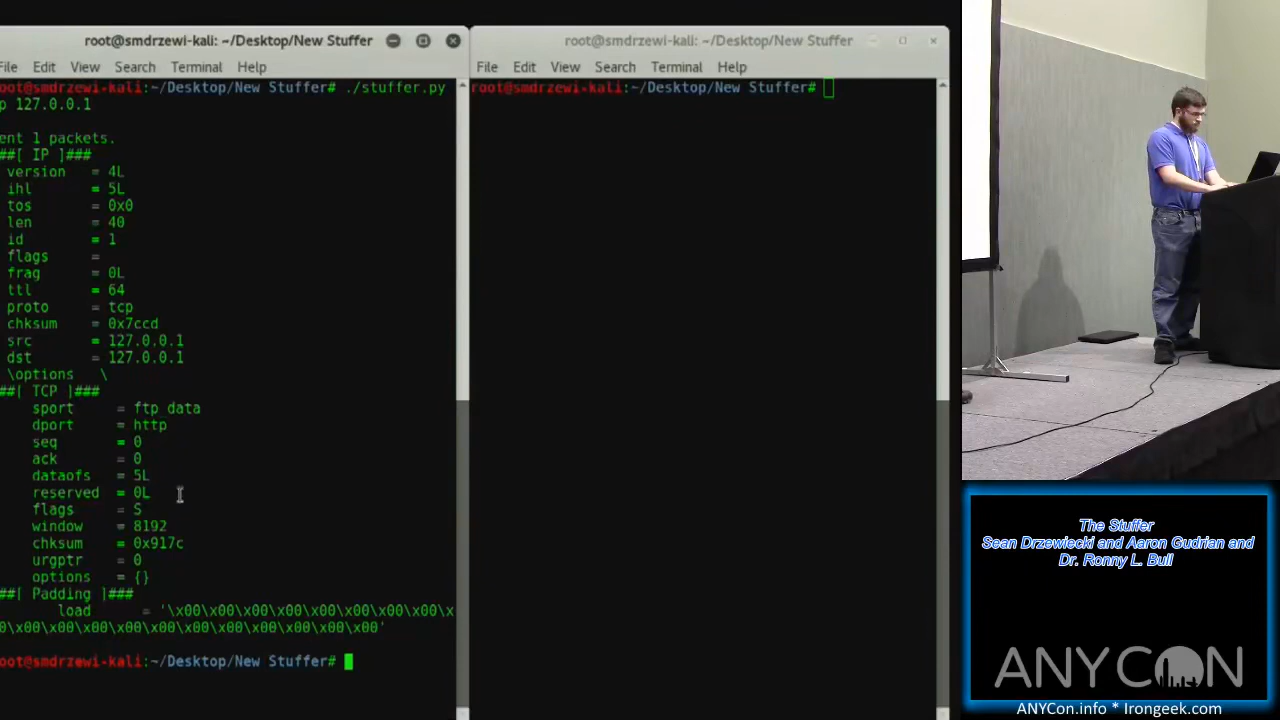 root@smdrzewi-kali: ~/Desktop/New Stuffer
File Edit View Search Terminal Help
root@smdrzewi-kali:~/Desktop/New Stuffer# ./stuffer.py
p 127.0.0.1
ent 1 packets.
##[ IP ]###
version = 4L
ihl = 5L
tos = 0x0
len = 40
id = 1
flags =
frag = 0L
ttl = 64
proto = tcp
chksum = 0x7ccd
src = 127.0.0.1
dst = 127.0.0.1
\options \
##[ TCP ]###
sport = ftp_data
dport = http
seq = 0
ack = 0
dataofs = 5L
reserved = 0L
flags = S
window = 8192
chksum = 0x917c
urgptr = 0
options = {}
##[ Padding ]###
load = '\x00\x00\x00\x00\x00\x00\x00\x
0\x00\x00\x00\x00\x00\x00\x00\x00\x00'
root@smdrzewi-kali:~/Desktop/New Stuffer#
root@smdrzewi-kali: ~/Desktop/New Stuffer
File Edit View Search Terminal Help
root@smdrzewi-kali:~/Desktop/New Stuffer#
The Stuffer
Sean Drzewiecki and Aaron Gudrian and
Dr. Ronny L. Bull
ANYCON
ANYCon.info * Irongeek.com